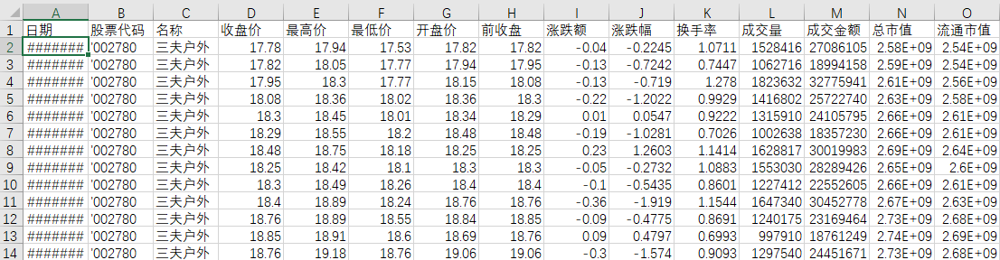 A B C D E F G H I J K L M N O
1 日期 股票代码 名称 收盘价 最高价 最低价 开盘价 前收盘 涨跌额 涨跌幅 换手率 成交量 成交金额 总市值 流通市值
2 ####### '002780 三夫户外 17.78 17.94 17.53 17.82 17.82 -0.04 -0.2245 1.0711 1528416 27086105 2.58E+09 2.54E+09
3 ####### '002780 三夫户外 17.82 18.05 17.77 17.94 17.95 -0.13 -0.7242 0.7447 1062716 18994158 2.59E+09 2.54E+09
4 ####### '002780 三夫户外 17.95 18.3 17.77 18.15 18.08 -0.13 -0.719 1.278 1823632 32775941 2.61E+09 2.56E+09
5 ####### '002780 三夫户外 18.08 18.36 18.02 18.36 18.3 -0.22 -1.2022 0.9929 1416802 25722740 2.63E+09 2.58E+09
6 ####### '002780 三夫户外 18.3 18.45 18.01 18.34 18.29 0.01 0.0547 0.9222 1315910 24105795 2.66E+09 2.61E+09
7 ####### '002780 三夫户外 18.29 18.55 18.2 18.48 18.48 -0.19 -1.0281 0.7026 1002638 18357230 2.66E+09 2.61E+09
8 ####### '002780 三夫户外 18.48 18.75 18.18 18.25 18.25 0.23 1.2603 1.1414 1628817 30019983 2.69E+09 2.64E+09
9 ####### '002780 三夫户外 18.25 18.42 18.1 18.3 18.3 -0.05 -0.2732 1.0883 1553030 28289426 2.65E+09 2.6E+09
10 ####### '002780 三夫户外 18.3 18.49 18.26 18.4 18.4 -0.1 -0.5435 0.8601 1227412 22552605 2.66E+09 2.61E+09
11 ####### '002780 三夫户外 18.4 18.89 18.24 18.76 18.76 -0.36 -1.919 1.1544 1647340 30452778 2.67E+09 2.63E+09
12 ####### '002780 三夫户外 18.76 18.89 18.55 18.84 18.85 -0.09 -0.4775 0.8691 1240175 23169464 2.73E+09 2.68E+09
13 ####### '002780 三夫户外 18.85 18.91 18.6 18.69 18.76 0.09 0.4797 0.6993 997910 18761249 2.74E+09 2.69E+09
14 ####### '002780 三夫户外 18.76 19.18 18.76 19.06 19.06 -0.3 -1.574 0.9093 1297540 24451671 2.73E+09 2.68E+09